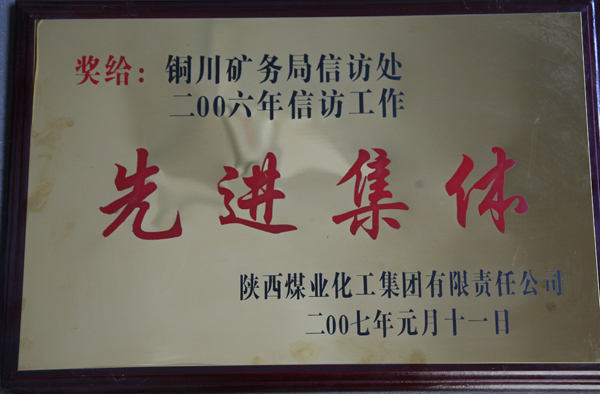 奖给：铜川矿务局信访处
二00六年信访工作
先进集体
陕西煤业化工集团有限责任公司
二00七年元月十一日